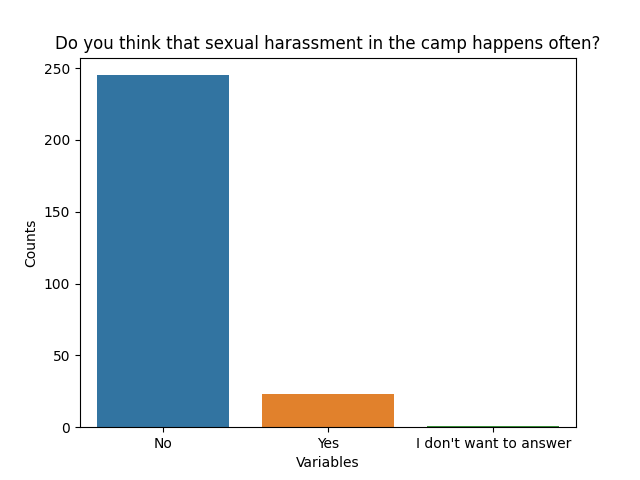 Do you think that sexual harassment in the camp happens often?
250
200
150
100
50
0
Counts
No
Yes
I don't want to answer
Variables